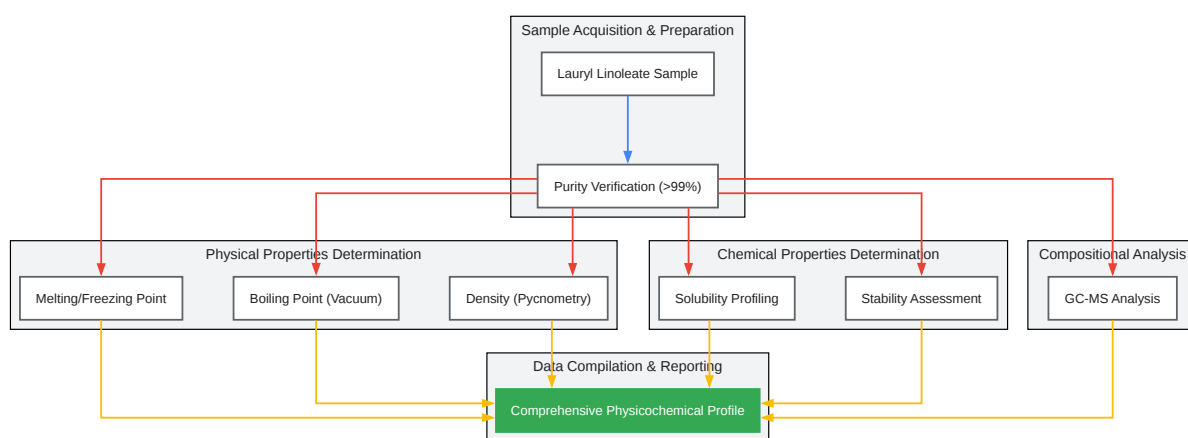 Sample Acquisition & Preparation
Lauryl Linoleate Sample
Purity Verification (>99%)
Physical Properties Determination
Chemical Properties Determination
Compositional Analysis
Melting/Freezing Point
Boiling Point (Vacuum)
Density (Pycnometry)
Solubility Profiling
Stability Assessment
GC-MS Analysis
Data Compilation & Reporting
Comprehensive Physicochemical Profile